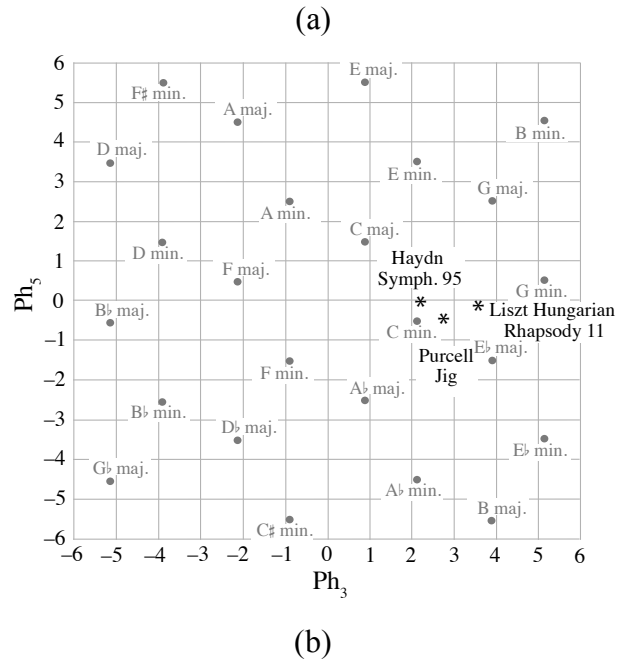 (a)
6
E maj.
F♯ min.
5
A maj.
B min.
4
D maj.
E min.
3
G maj.
A min.
2
C maj.
D min.
Haydn
Symph. 95
1
F maj.
G min.
Ph5
0
B♭ maj.
C min.
Liszt Hungarian
Rhapsody 11
–1
E♭ maj.
Purcell
Jig
F min.
–2
A♭ maj.
B♭ min.
D♭ maj.
–3
E♭ min.
–4
G♭ maj.
A♭ min.
B maj.
–5
C♯ min.
–6
–6 –5 –4 –3 –2 –1 0 1 2 3 4 5 6
Ph3
(b)